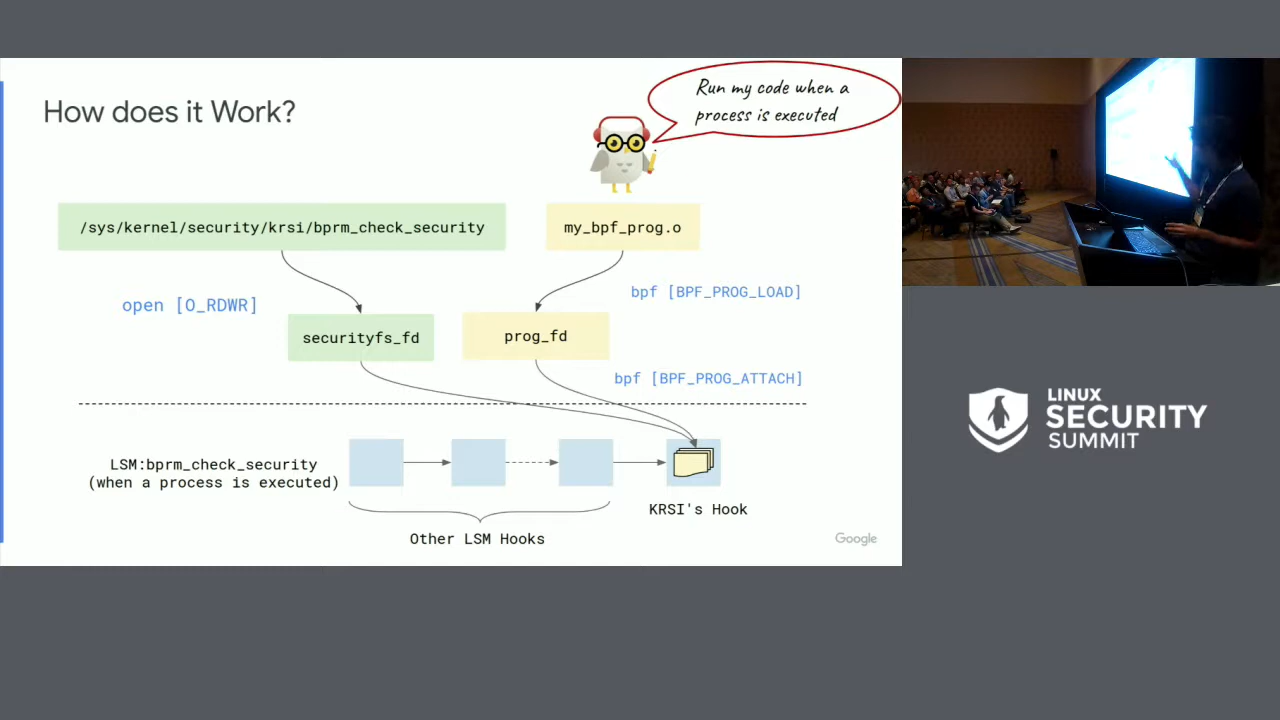 How does it Work?
Run my code when a
process is executed
/sys/kernel/security/krsi/bprm_check_security
my_bpf_prog.o
open [O_RDWR]
bpf [BPF_PROG_LOAD]
securityfs_fd
prog_fd
bpf [BPF_PROG_ATTACH]
LSM:bprm_check_security
(when a process is executed)
KRSI's Hook
Other LSM Hooks
Google
LINUX
SECURITY
SUMMIT